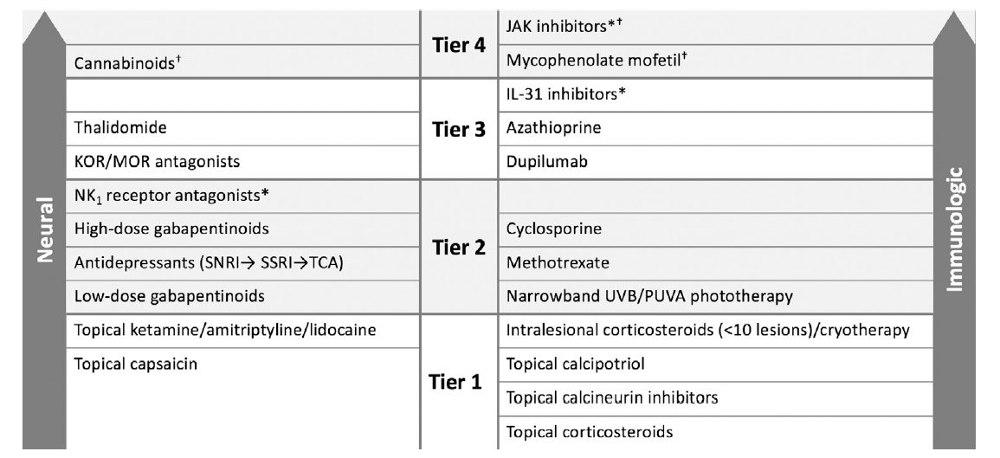 JAK inhibitors*†
Tier 4
Cannabinoids†
Mycophenolate mofetil†
IL-31 inhibitors*
Thalidomide
Tier 3
Azathioprine
KOR/MOR antagonists
Dupilumab
NK1 receptor antagonists*
High-dose gabapentinoids
Cyclosporine
Tier 2
Antidepressants (SNRI→ SSRI→TCA)
Methotrexate
Low-dose gabapentinoids
Narrowband UVB/PUVA phototherapy
Topical ketamine/amitriptyline/lidocaine
Intralesional corticosteroids (<10 lesions)/cryotherapy
Topical capsaicin
Topical calcipotriol
Tier 1
Topical calcineurin inhibitors
Topical corticosteroids
Neural
Immunologic